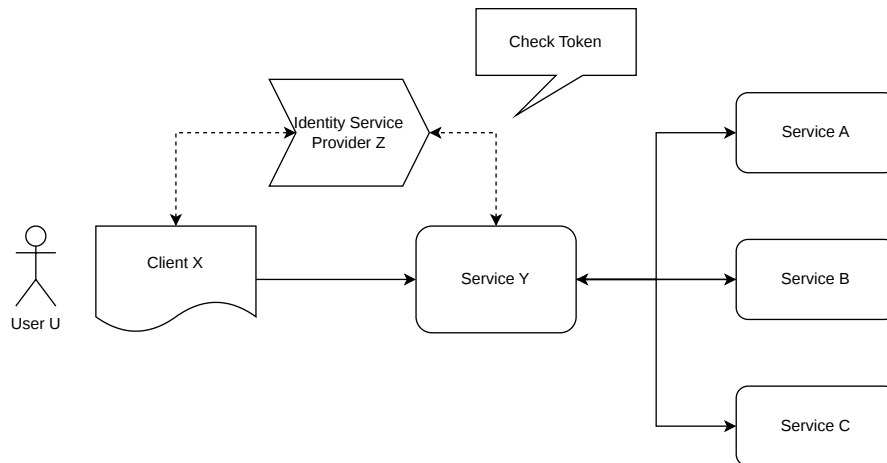 Check Token
Identity Service
Provider Z
Service A
Client X
Service Y
Service B
User U
Service C